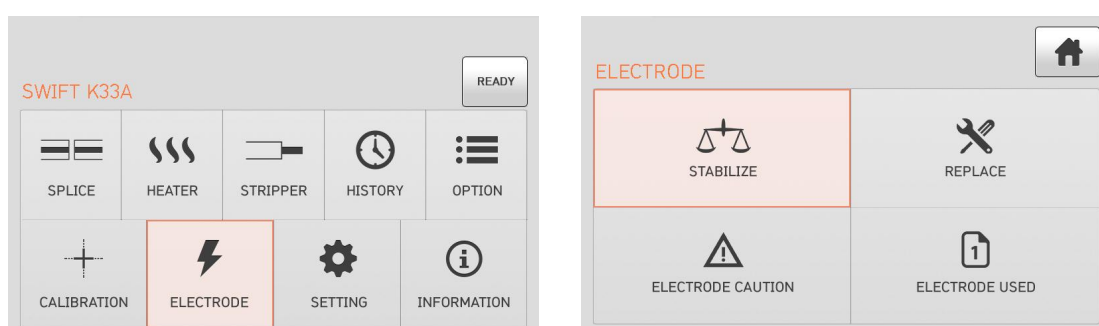 SWIFT K33A
READY
SPLICE
HEATER
STRIPPER
HISTORY
OPTION
CALIBRATION
ELECTRODE
SETTING
INFORMATION
ELECTRODE
STABILIZE
REPLACE
ELECTRODE CAUTION
1
ELECTRODE USED